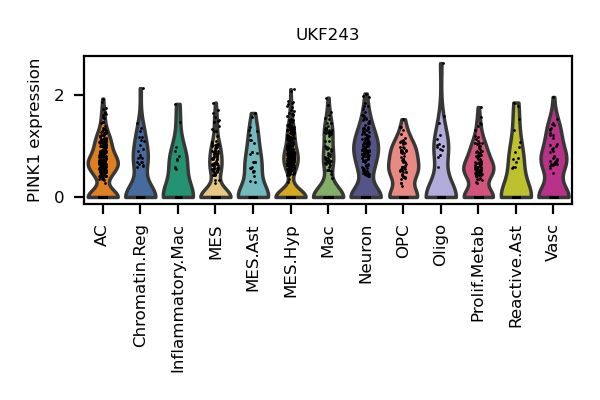 UKF243
PINK1 expression
2
0
AC
Chromatin.Reg
Inflammatory.Mac
MES
MES.Ast
MES.Hyp
Mac
Neuron
OPC
Oligo
Prolif.Metab
Reactive.Ast
Vasc